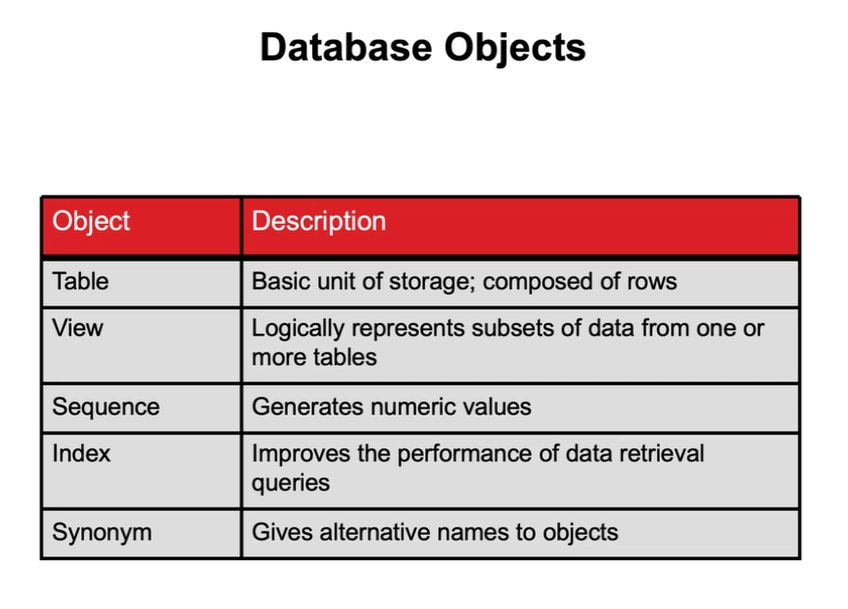 Database Objects
Object
Description
Table
Basic unit of storage; composed of rows
View
Logically represents subsets of data from one or
more tables
Sequence
Generates numeric values
Index
Improves the performance of data retrieval
queries
Synonym
Gives alternative names to objects